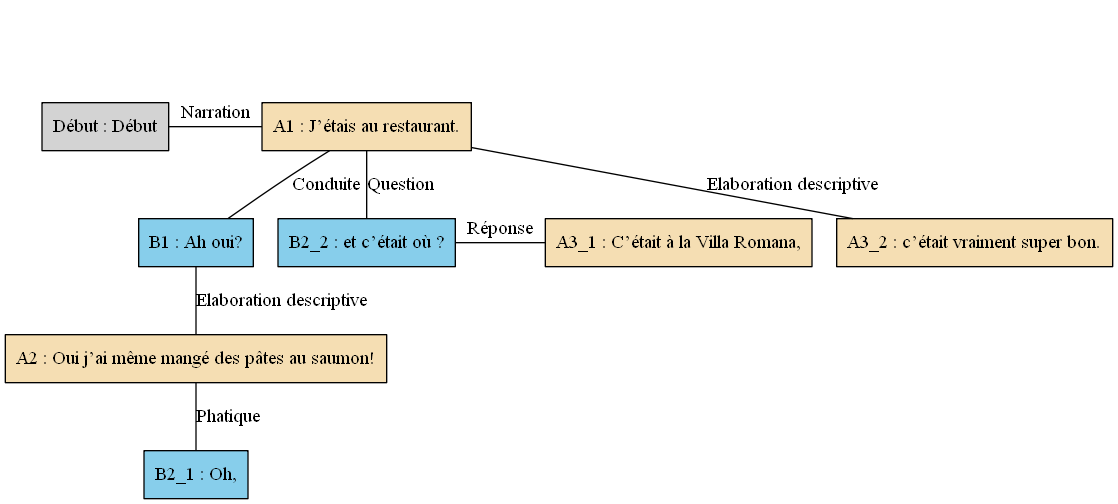 Narration
Début : Début
A1 : J’étais au restaurant.
Conduite
Question
Elaboration descriptive
B1 : Ah oui?
B2_2 : et c’était où ?
Réponse
A3_1 : C’était à la Villa Romana,
A3_2 : c’était vraiment super bon.
Elaboration descriptive
A2 : Oui j’ai même mangé des pâtes au saumon!
Phatique
B2_1 : Oh,